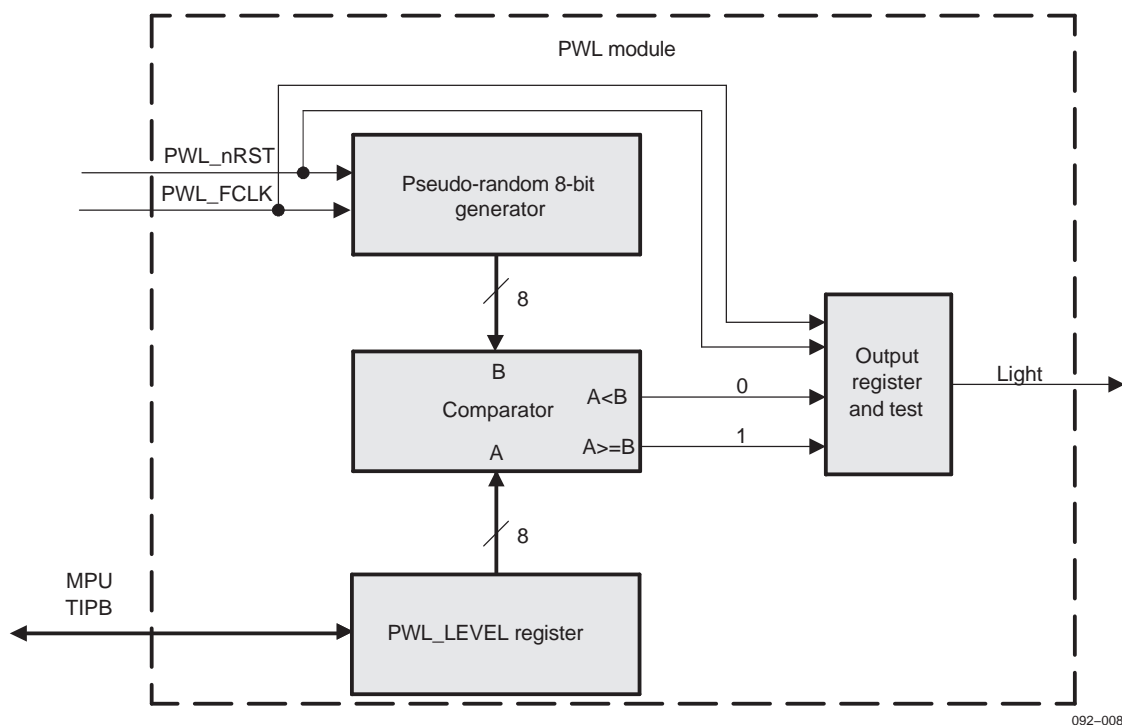 PWL module
PWL_nRST
PWL_FCLK
Pseudo-random 8-bit
generator
8
B
Comparator
A<B
A>=B
A
0
1
Output
register
and test
Light
8
MPU
TIPB
PWL_LEVEL register
092–008